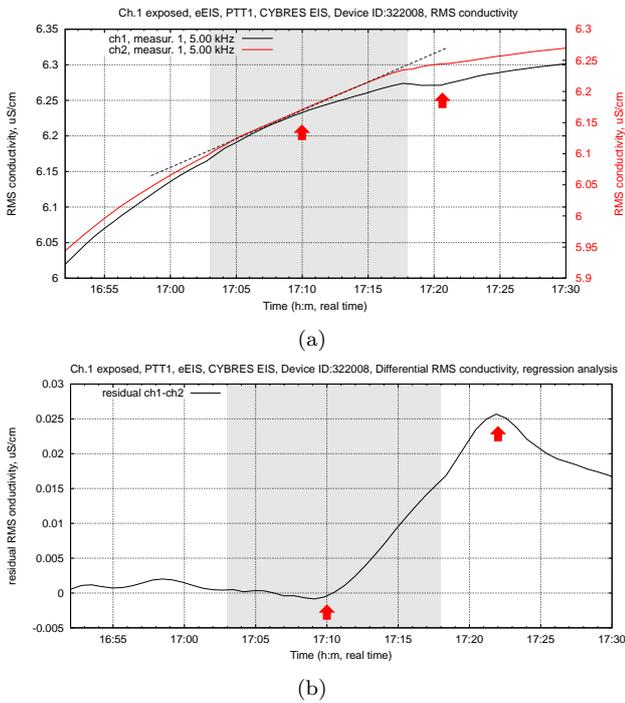 Ch.1 exposed, eEIS, PTT1, CYBRES EIS, Device ID:322008, RMS conductivity
ch1, measur. 1, 5.00 kHz
ch2, measur. 1, 5.00 kHz
RMS conductivity, uS/cm
6.35
6.3
6.25
6.2
6.15
6.1
6.05
6
6.3
6.25
6.2
6.15
6.1
6.05
6
5.95
5.9
RMS conductivity, uS/cm
16:55 17:00 17:05 17:10 17:15 17:20 17:25 17:30
Time (h:m, real time)
(a)
Ch.1 exposed, PTT1, eEIS, CYBRES EIS, Device ID:322008, Differential RMS conductivity, regression analysis
residual ch1-ch2
residual RMS onductivity, uS/cm
0.03
0.025
0.02
0.015
0.01
0.005
0
-0.005
16:55 17:00 17:05 17:10 17:15 17:20 17:25 17:30
Time (h:m, real time)
(b)